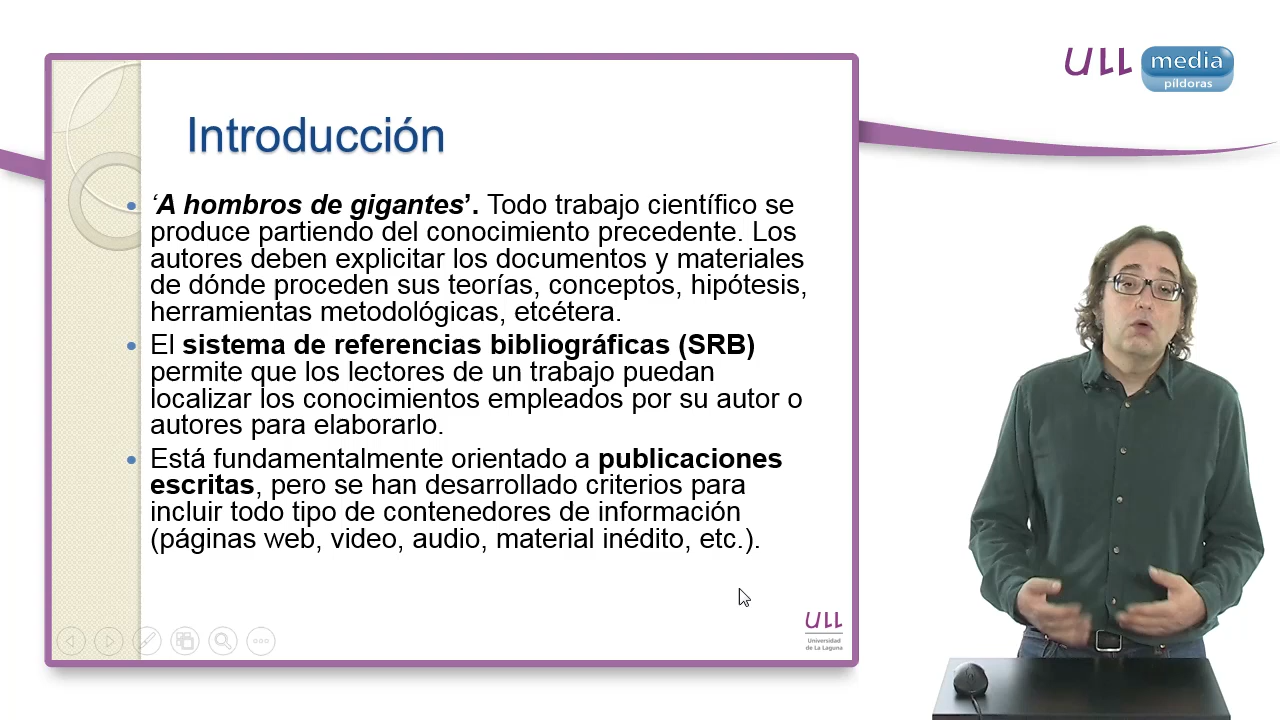 ULL media
píldoras
Introducción
‘A hombros de gigantes’. Todo trabajo científico se
produce partiendo del conocimiento precedente. Los
autores deben explicitar los documentos y materiales
de dónde proceden sus teorías, conceptos, hipótesis,
herramientas metodológicas, etcétera.
El sistema de referencias bibliográficas (SRB)
permite que los lectores de un trabajo puedan
localizar los conocimientos empleados por su autor o
autores para elaborarlo.
Está fundamentalmente orientado a publicaciones
escritas, pero se han desarrollado criterios para
incluir todo tipo de contenedores de información
(páginas web, video, audio, material inédito, etc.).
ULL
Universidad
de La Laguna